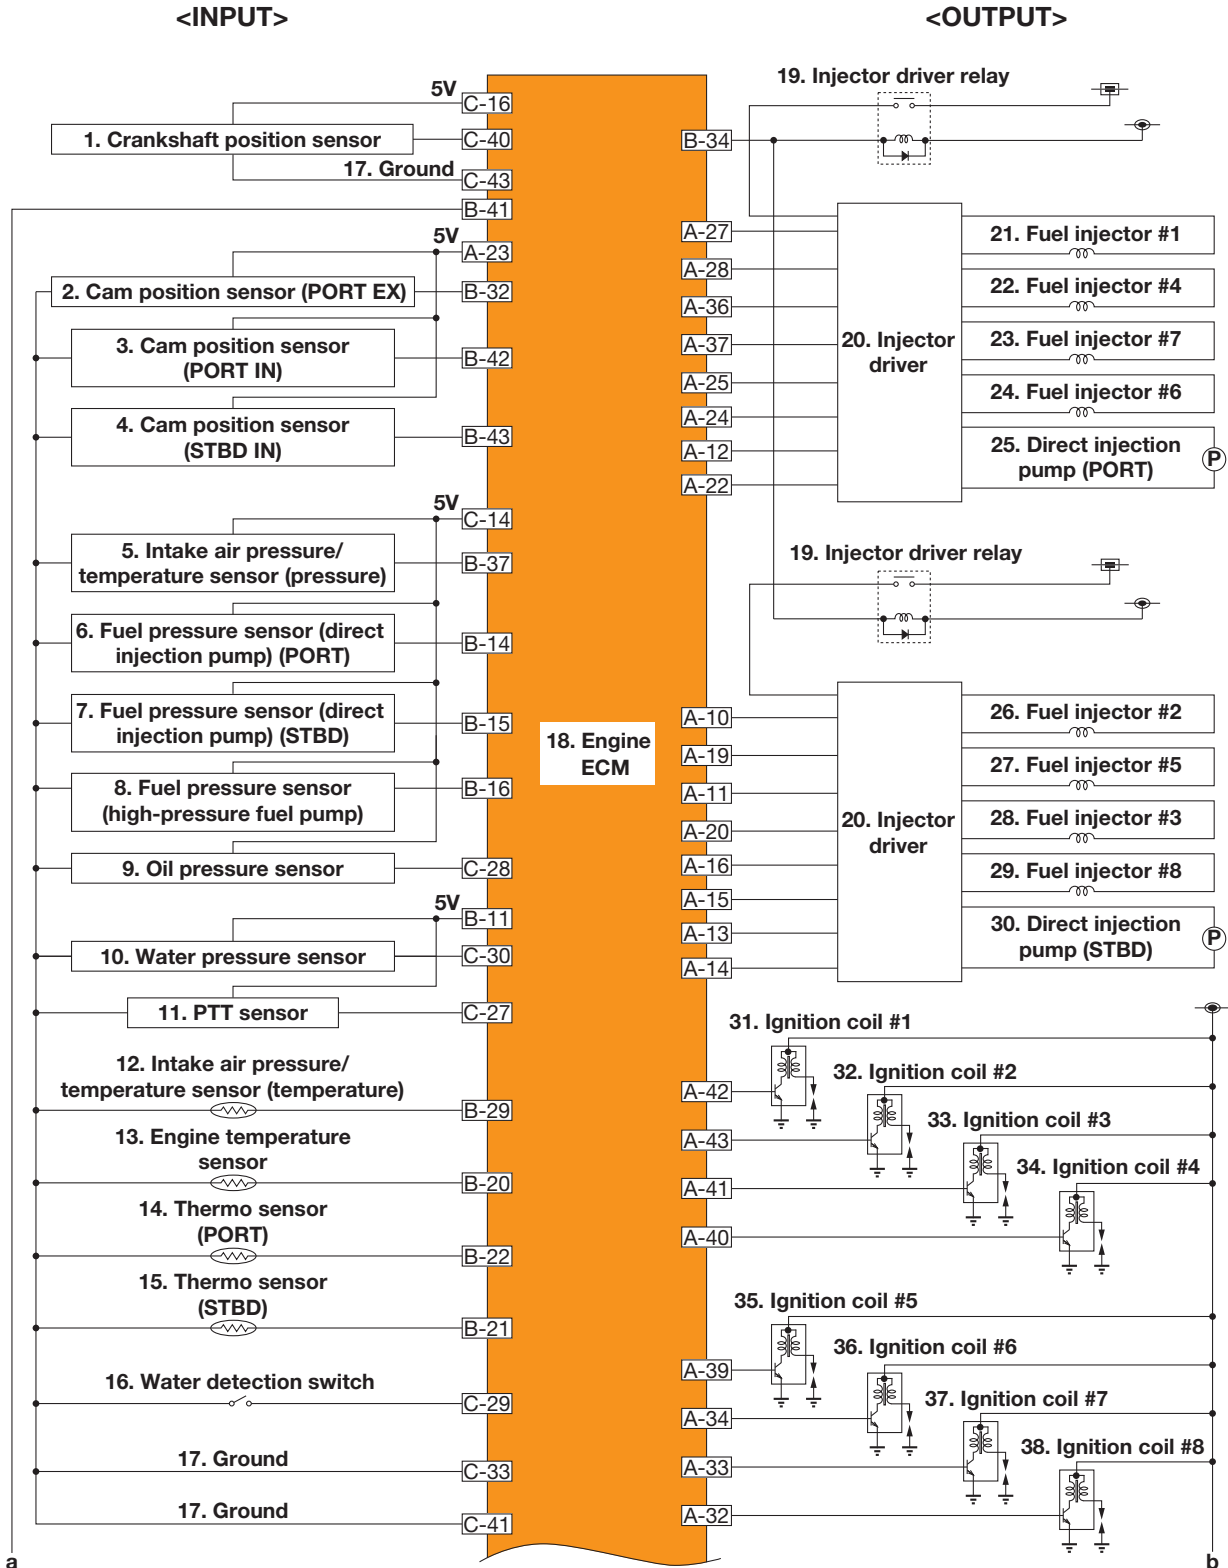 <INPUT>
<OUTPUT>
5V
C-16
1. Crankshaft position sensor
C-40
17. Ground
C-43
B-41
5V
A-23
2. Cam position sensor (PORT EX)
B-32
3. Cam position sensor
(PORT IN)
B-42
4. Cam position sensor
(STBD IN)
B-43
5V
C-14
5. Intake air pressure/
temperature sensor (pressure)
B-37
6. Fuel pressure sensor (direct
injection pump) (PORT)
B-14
7. Fuel pressure sensor (direct
injection pump) (STBD)
B-15
8. Fuel pressure sensor
(high-pressure fuel pump)
B-16
9. Oil pressure sensor
C-28
5V
B-11
10. Water pressure sensor
C-30
11. PTT sensor
C-27
12. Intake air pressure/
temperature sensor (temperature)
B-29
13. Engine temperature
sensor
B-20
14. Thermo sensor
(PORT)
B-22
15. Thermo sensor
(STBD)
B-21
16. Water detection switch
C-29
17. Ground
C-33
17. Ground
C-41
a
18. Engine
ECM
19. Injector driver relay
B-34
A-27
A-28
A-36
A-37
A-25
A-24
A-12
A-22
20. Injector
driver
21. Fuel injector #1
22. Fuel injector #4
23. Fuel injector #7
24. Fuel injector #6
25. Direct injection
pump (PORT)
P
19. Injector driver relay
A-10
A-19
A-11
A-20
A-16
A-15
A-13
A-14
20. Injector
driver
26. Fuel injector #2
27. Fuel injector #5
28. Fuel injector #3
29. Fuel injector #8
30. Direct injection
pump (STBD)
P
31. Ignition coil #1
A-42
32. Ignition coil #2
A-43
33. Ignition coil #3
A-41
34. Ignition coil #4
A-40
35. Ignition coil #5
A-39
36. Ignition coil #6
A-34
37. Ignition coil #7
A-33
38. Ignition coil #8
A-32
b